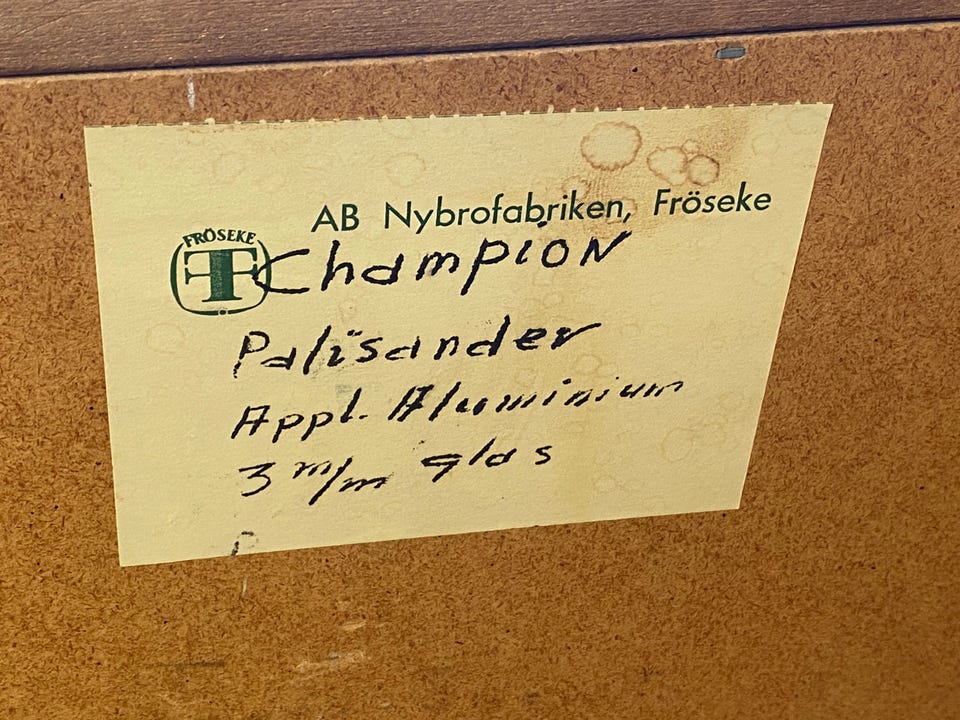 AB Nybrofabriken, Fröseke
FRÖSEKE
Champion
Palisander
Appl. Aluminium
3 m/m glas